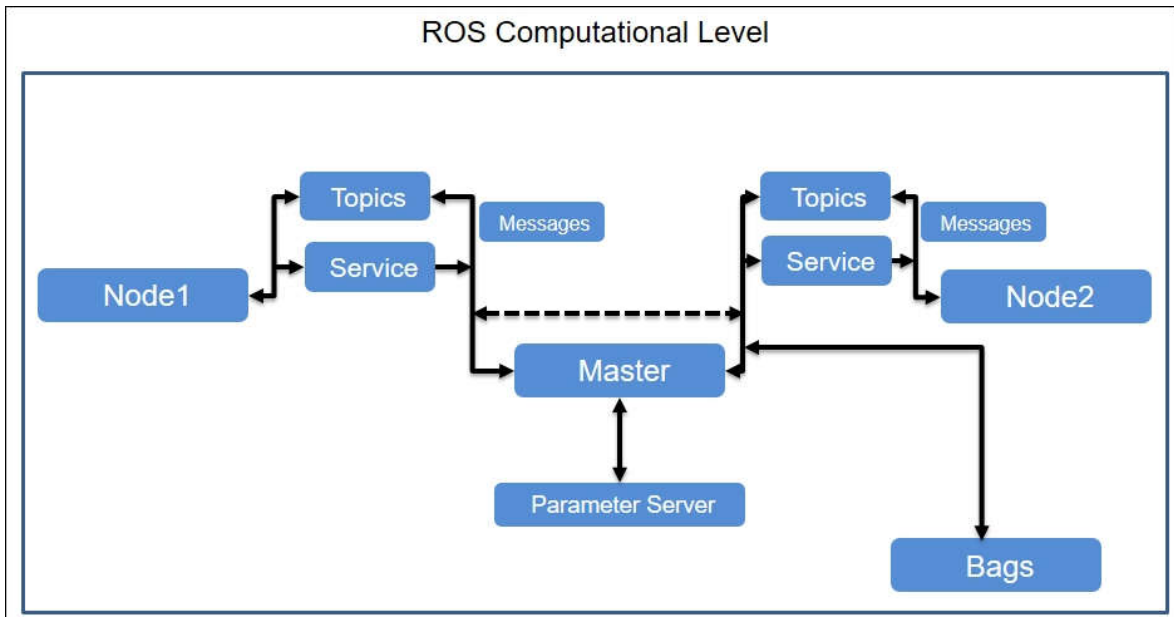 ROS Computational Level
Topics
Messages
Service
Node1
Topics
Messages
Service
Node2
Master
Parameter Server
Bags